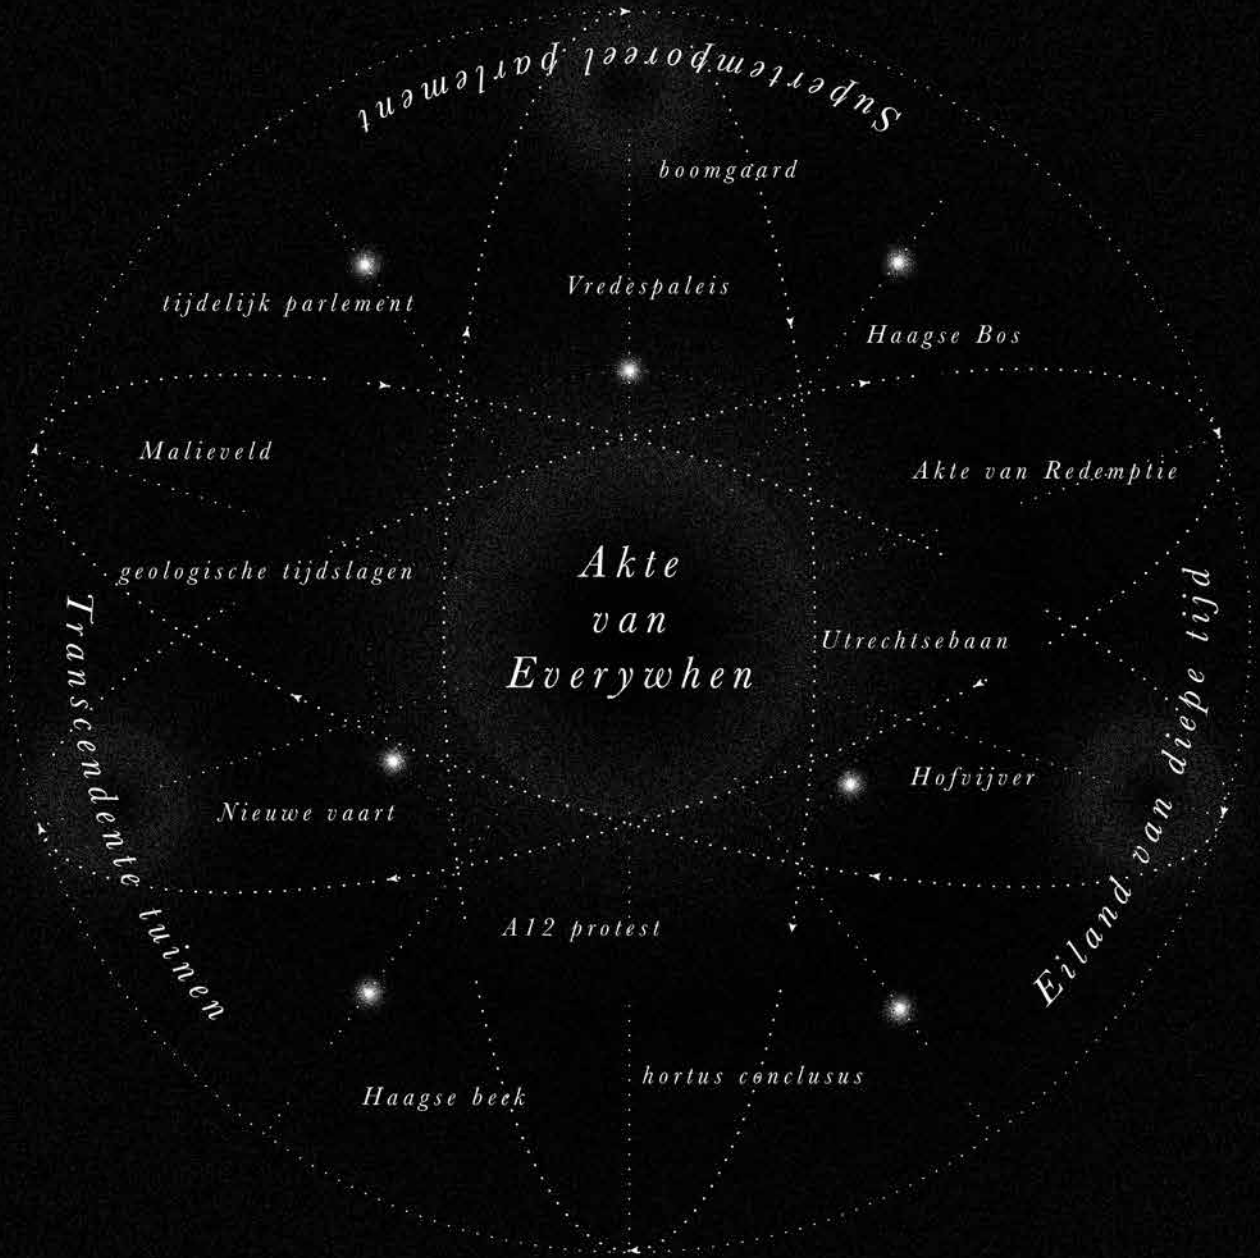 Supertemporeel parlement
boomgaard
Vredespaleis
tijdelijk parlement
Haagse Bos
Malieveld
Akte van Redemptie
geologische tijdslagen
Akte
van
Everywhen
Utrechtsebaan
Transcendente tuinen
Eiland van diepe tijd
Hofvijver
Nieuwe vaart
A12 protest
hortus conclusus
Haagse beek